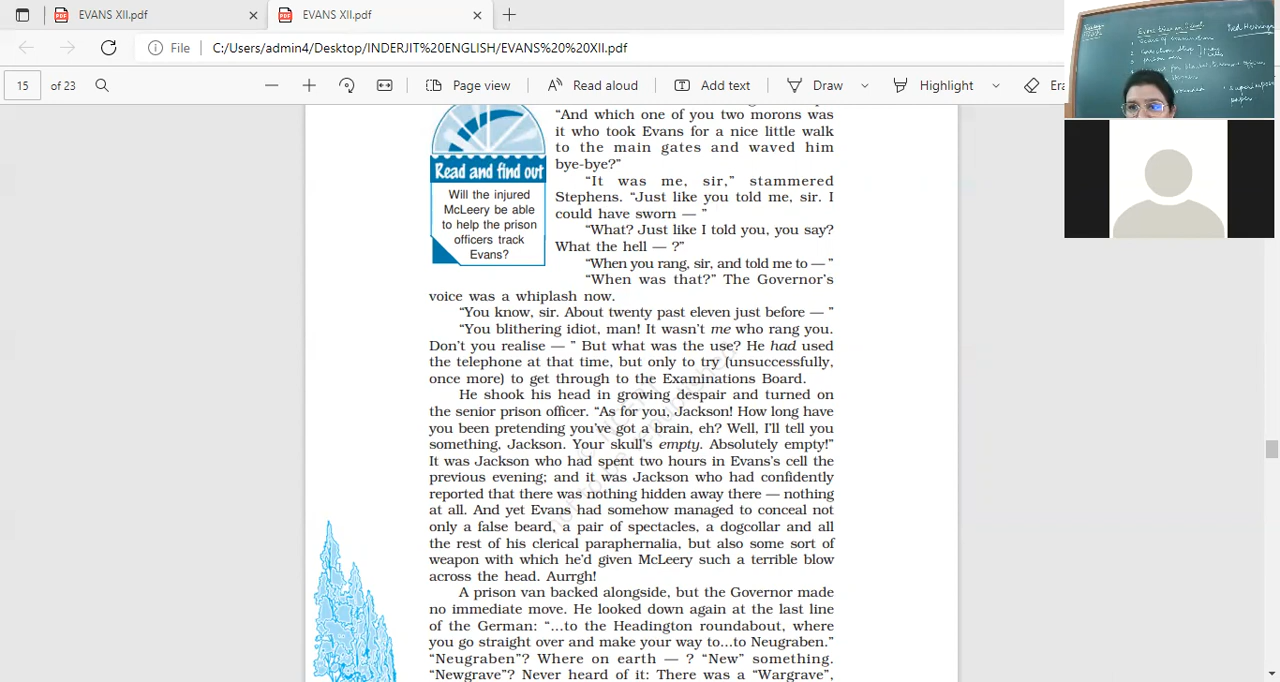 EVANS XII.pdf
EVANS XII.pdf
File
C:/Users/admin4/Desktop/INDERJIT%20ENGLISH/EVANS%20%20XII.pdf
15 of 23
Page view
Read aloud
Add text
Draw
Highlight
Era
"And which one of you two morons was
it who took Evans for a nice little walk
to the main gates and waved him
bye-bye?"
Read and find out
Will the injured
McLeery be able
to help the prison
officers track
Evans?
"It was me, sir," stammered
Stephens. "Just like you told me, sir. I
could have sworn — "
"What? Just like I told you, you say?
What the hell — ?"
"When you rang, sir, and told me to — "
"When was that?" The Governor's
voice was a whiplash now.
"You know, sir. About twenty past eleven just before — "
"You blithering idiot, man! It wasn't me who rang you.
Don't you realise — " But what was the use? He had used
the telephone at that time, but only to try (unsuccessfully,
once more) to get through to the Examinations Board.
He shook his head in growing despair and turned on
the senior prison officer. "As for you, Jackson! How long have
you been pretending you've got a brain, eh? Well, I'll tell you
something, Jackson. Your skull's empty. Absolutely empty!"
It was Jackson who had spent two hours in Evans's cell the
previous evening; and it was Jackson who had confidently
reported that there was nothing hidden away there — nothing
at all. And yet Evans had somehow managed to conceal not
only a false beard, a pair of spectacles, a dogcollar and all
the rest of his clerical paraphernalia, but also some sort of
weapon with which he'd given McLeery such a terrible blow
across the head. Aurrgh!
A prison van backed alongside, but the Governor made
no immediate move. He looked down again at the last line
of the German: "...to the Headington roundabout, where
you go straight over and make your way to...to Neugraben."
"Neugraben"? Where on earth — ? "New" something.
"Newgrave"? Never heard of it: There was a "Wargrave",